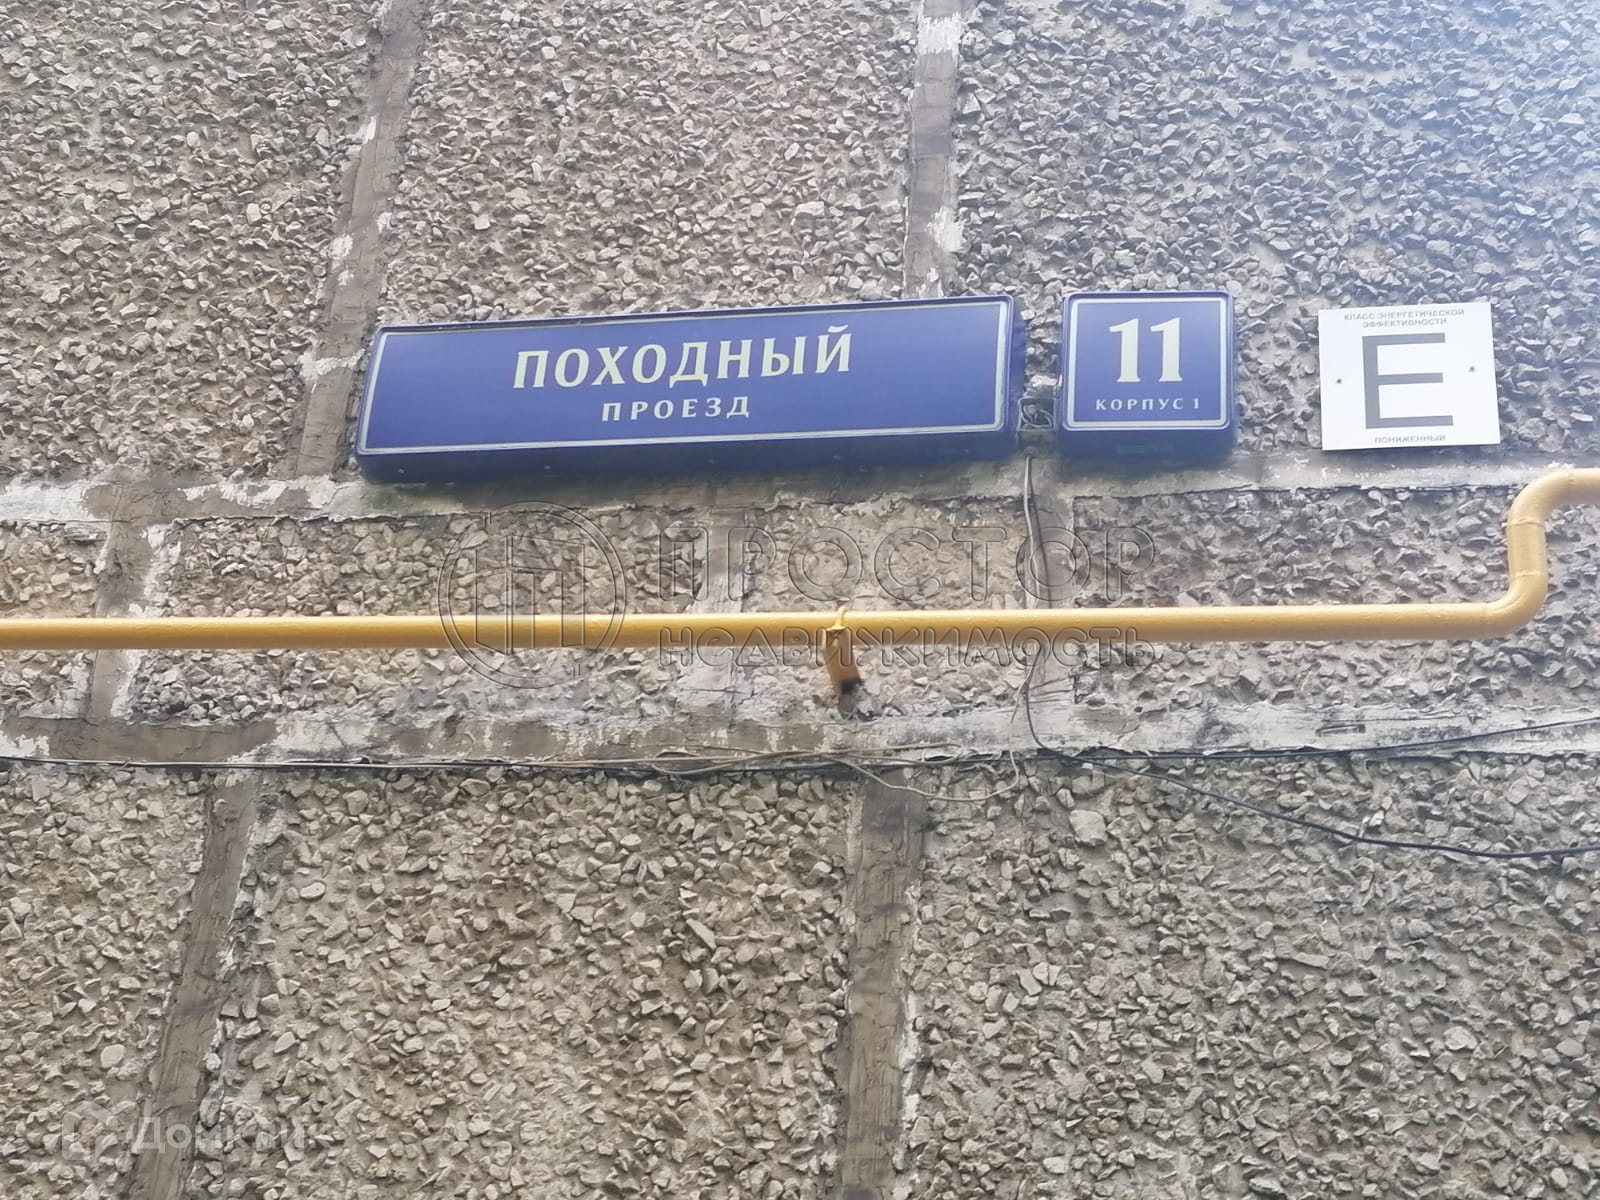 ПОХОДНЫЙ
ПРОЕЗД
11
КОРПУС 1
КЛАСС ЭНЕРГЕТИЧЕСКОЙ
ЭФФЕКТИВНОСТИ
E
ПОНИЖЕННЫЙ
ПРОСТОР
НЕДВИЖИМОСТЬ
Домклик